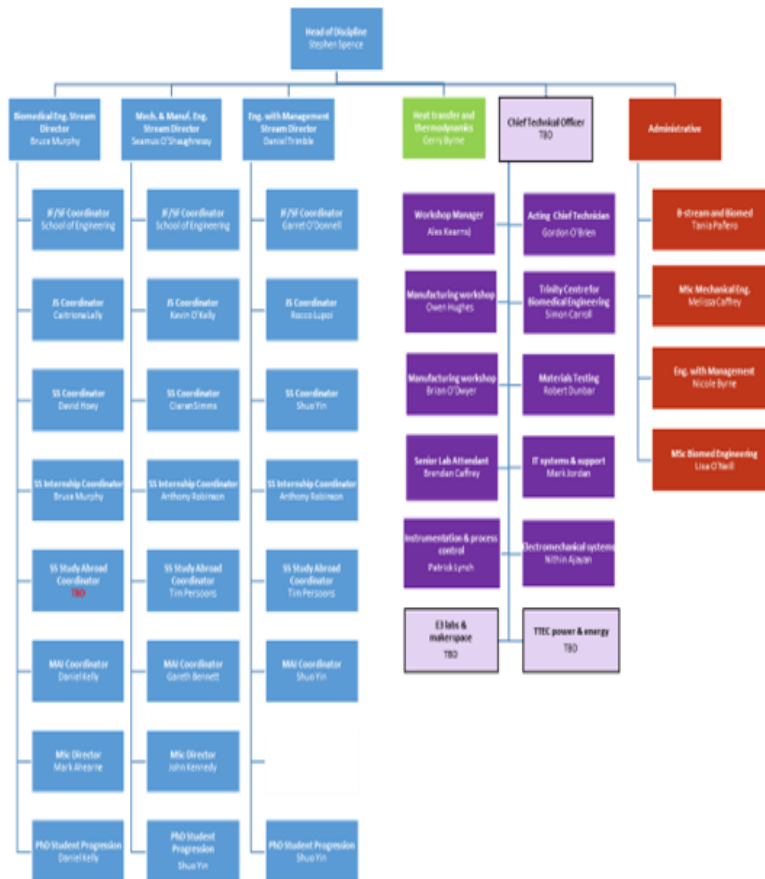 Head of Discipline
Stephen Spence
Biomedical Eng. Stream
Director
Bruce Murphy
Mech. & Manuf. Eng.
Stream Director
Seamus O'Shaughnessy
Eng. with Management
Stream Director
Daniel Trimble
Heat transfer and
thermodynamics
Gerry Byrne
Chief Technical Officer
TBD
Administrative
JF/SF Coordinator
School of Engineering
JF/SF Coordinator
School of Engineering
JF/SF Coordinator
Garret O'Donnell
Workshop Manager
Alex Kearns)
Acting Chief Technician
Gordon O'Brien
B-stream and Biomed
Tania Pañero
JS Coordinator
Caitriona Lally
JS Coordinator
Kevin O'Kelly
JS Coordinator
Rocco Lupoi
Manufacturing workshop
Owen Hughes
Trinity Centre for
Biomedical Engineering
Simon Carroll
MSc Mechanical Eng.
Melissa Caffrey
SS Coordinator
David Hoey
SS Coordinator
Ciaran Simms
SS Coordinator
Shuo Yin
Manufacturing workshop
Brian O'Dwyer
Materials Testing
Robert Dunbar
Eng. with Management
Nicole Byrne
SS Internship Coordinator
Bruce Murphy
SS Internship Coordinator
Anthony Robinson
SS Internship Coordinator
Anthony Robinson
Senior Lab Attendant
Brendan Caffrey
IT systems & support
Mark Jordan
MSc Biomed Engineering
Lisa O'Neill
SS Study Abroad
Coordinator
TBD
SS Study Abroad
Coordinator
Tim Persoons
SS Study Abroad
Coordinator
Tim Persoons
Instrumentation & process
control
Patrick Lynch
Electromechanical systems
Nithin Ajayan
MAI Coordinator
Daniel Kelly
MAI Coordinator
Gareth Bennett
MAI Coordinator
Shuo Yin
E3 labs &
makerspace
TBD
TTEC power & energy
TBD
MSc Director
Mark Ahearne
MSc Director
John Kennedy
PhD Student Progression
Daniel Kelly
PhD Student
Progression
Shuo Yin
PhD Student Progression
Shuo Yin